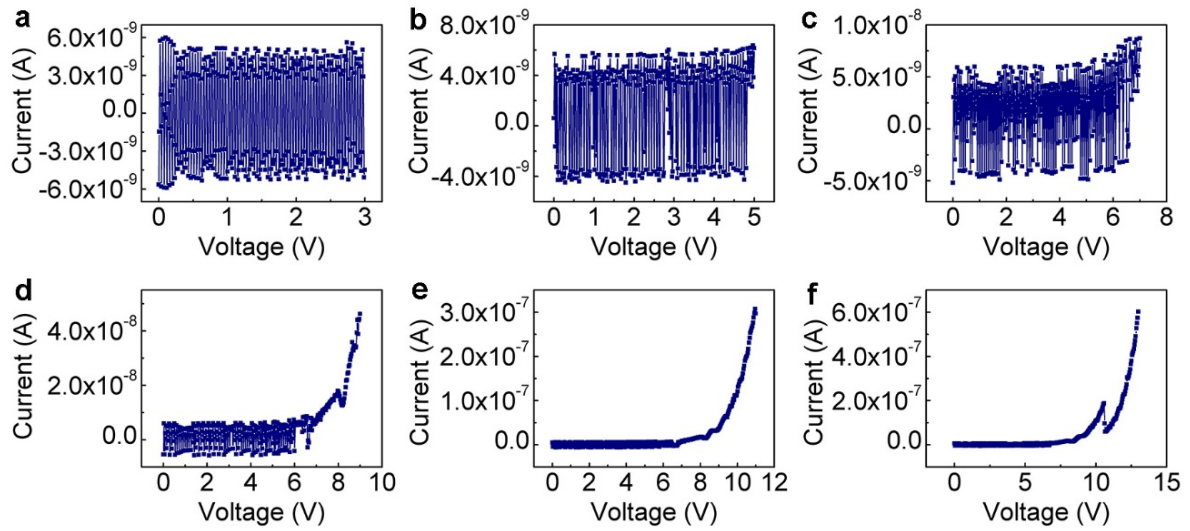 a
Current (A)
6.0x10⁻⁹
3.0x10⁻⁹
0.0
-3.0x10⁻⁹
-6.0x10⁻⁹
0 1 2 3
Voltage (V)
b
Current (A)
8.0x10⁻⁹
4.0x10⁻⁹
0.0
-4.0x10⁻⁹
0 1 2 3 4 5
Voltage (V)
c
Current (A)
1.0x10⁻⁸
5.0x10⁻⁹
0.0
-5.0x10⁻⁹
0 2 4 6 8
Voltage (V)
d
Current (A)
4.0x10⁻⁸
2.0x10⁻⁸
0.0
0 2 4 6 8 10
Voltage (V)
e
Current (A)
3.0x10⁻⁷
2.0x10⁻⁷
1.0x10⁻⁷
0.0
0 2 4 6 8 10 12
Voltage (V)
f
Current (A)
6.0x10⁻⁷
4.0x10⁻⁷
2.0x10⁻⁷
0.0
0 5 10 15
Voltage (V)